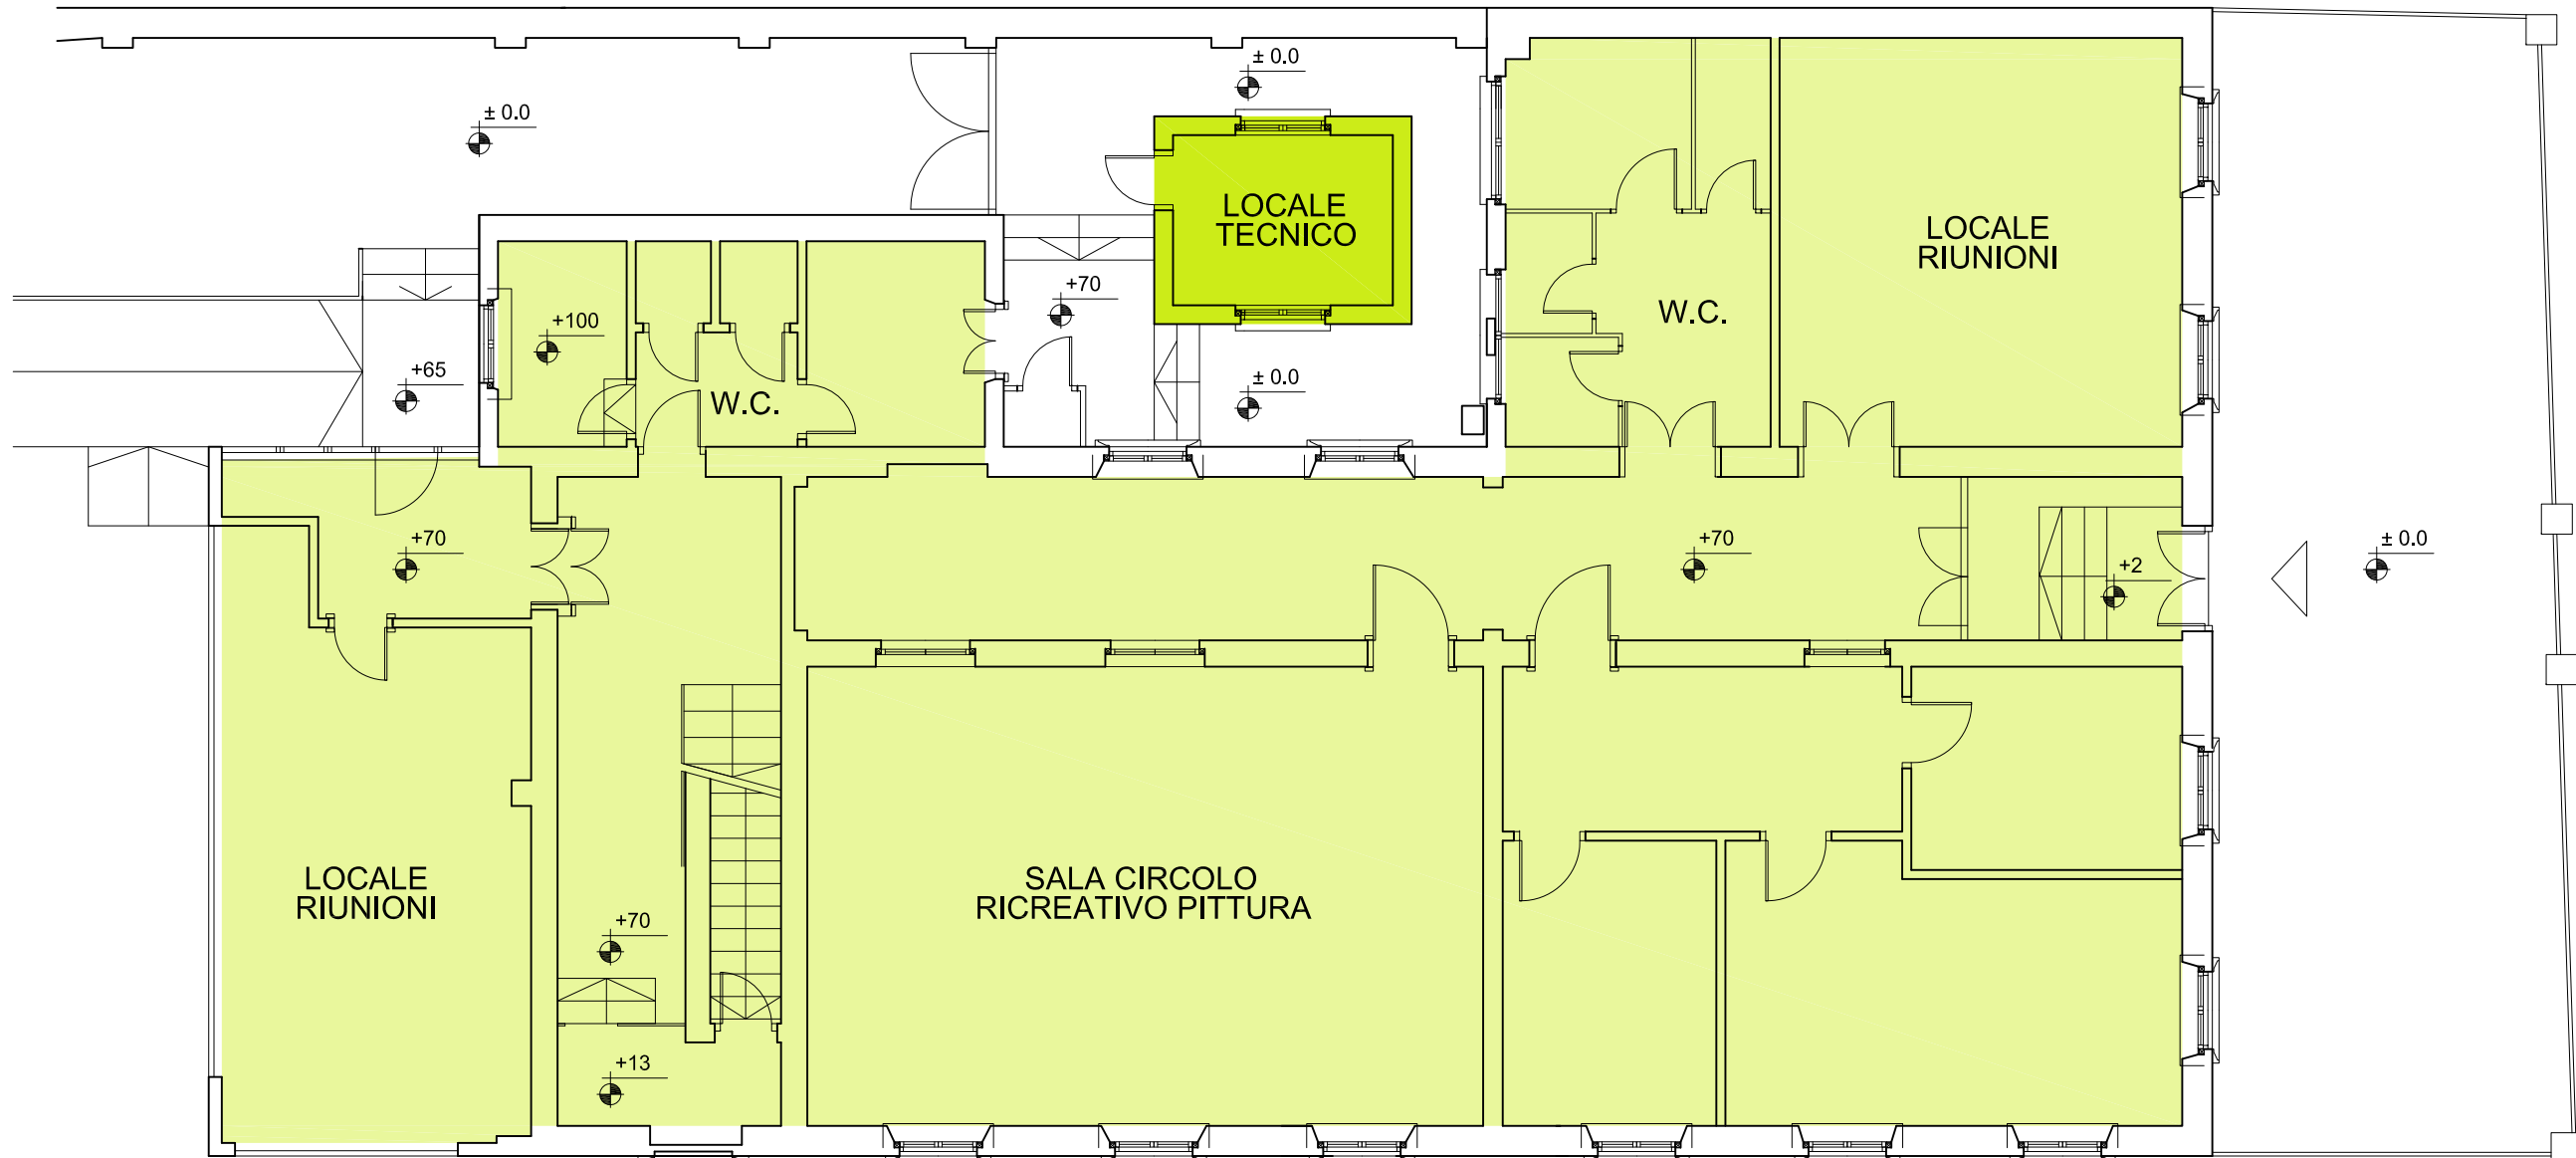 ± 0.0
± 0.0
LOCALE
TECNICO
LOCALE
RIUNIONI
+70
W.C.
+100
+65
± 0.0
W.C.
+70
+70
+2
± 0.0
LOCALE
RIUNIONI
SALA CIRCOLO
RICREATIVO PITTURA
+70
+13